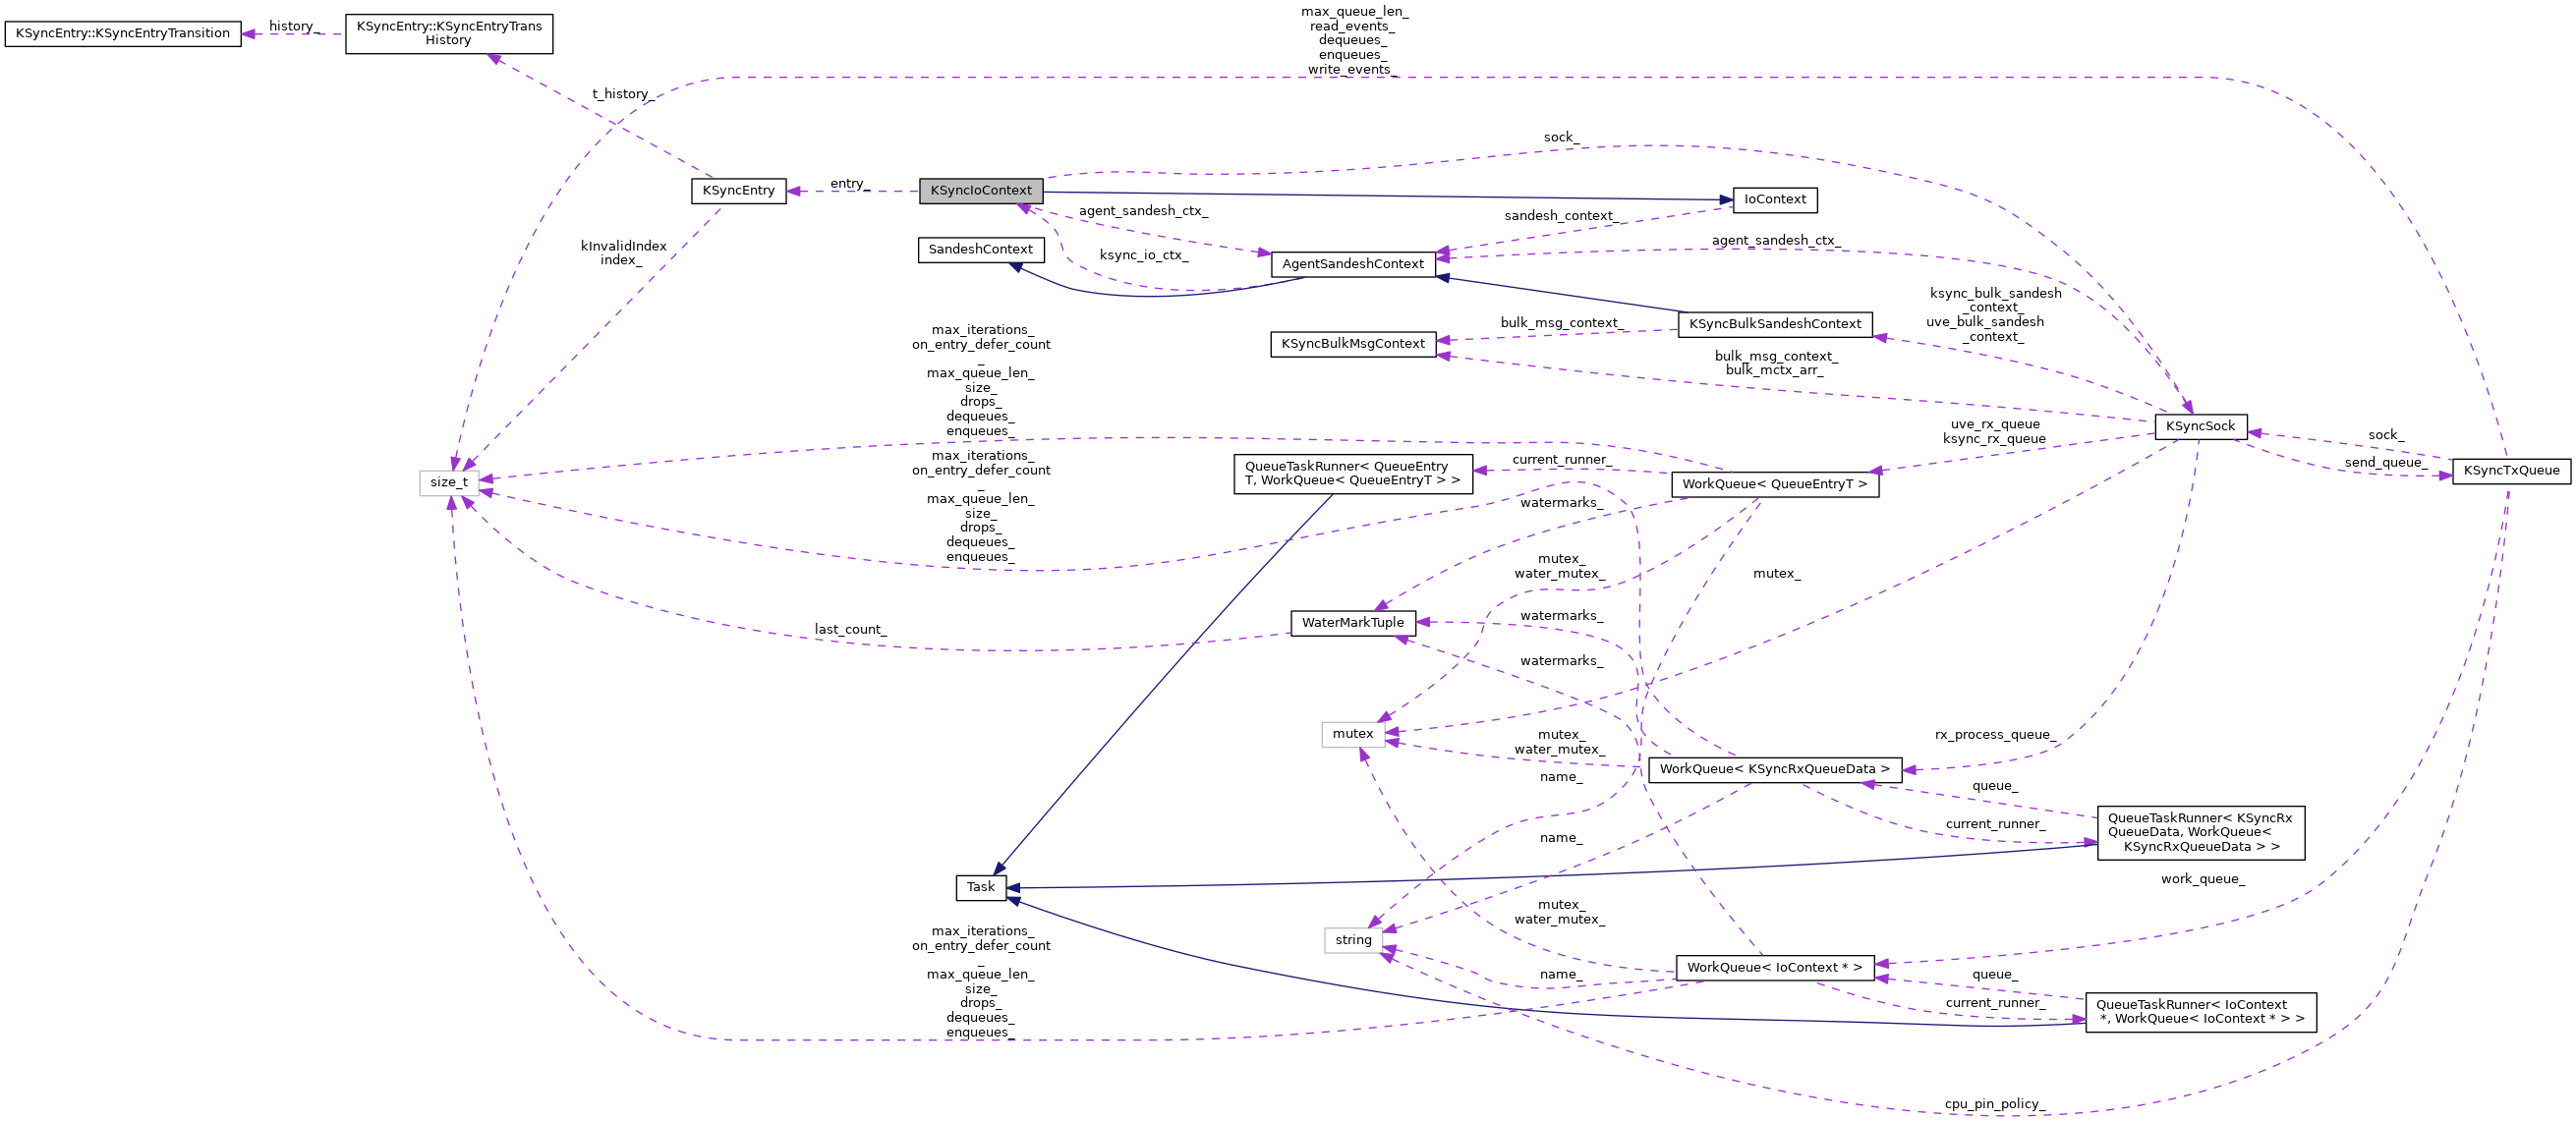 max_queue_len_
read_events_
dequeues_
enqueues_
write_events_
KSyncEntry::KSyncEntryTransition
history_
KSyncEntry::KSyncEntryTrans
History
t_history_
sock_
KSyncEntry
entry_
KSyncIoContext
IoContext
agent_sandesh_ctx_
sandesh_context_
kInvalidIndex
index_
SandeshContext
ksync_io_ctx_
AgentSandeshContext
agent_sandesh_ctx_
ksync_bulk_sandesh
_context_
uve_bulk_sandesh
_context_
bulk_msg_context_
KSyncBulkSandeshContext
KSyncBulkMsgContext
bulk_msg_context_
bulk_mctx_arr_
max_iterations_
on_entry_defer_count
_
max_queue_len_
size_
drops_
dequeues_
enqueues_
KSyncSock
uve_rx_queue
ksync_rx_queue
sock_
send_queue_
KSyncTxQueue
size_t
max_iterations_
on_entry_defer_count
_
max_queue_len_
size_
drops_
dequeues_
enqueues_
QueueTaskRunner< QueueEntry
T, WorkQueue< QueueEntryT > >
current_runner_
WorkQueue< QueueEntryT >
watermarks_
mutex_
water_mutex_
mutex_
last_count_
WaterMarkTuple
watermarks_
watermarks_
mutex
mutex_
water_mutex_
rx_process_queue_
name_
WorkQueue< KSyncRxQueueData >
queue_
current_runner_
QueueTaskRunner< KSyncRx
QueueData, WorkQueue<
KSyncRxQueueData > >
name_
Task
work_queue_
mutex_
water_mutex_
string
max_iterations_
on_entry_defer_count
_
max_queue_len_
size_
drops_
dequeues_
enqueues_
name_
WorkQueue< IoContext * >
queue_
current_runner_
QueueTaskRunner< IoContext
*, WorkQueue< IoContext * > >
cpu_pin_policy_